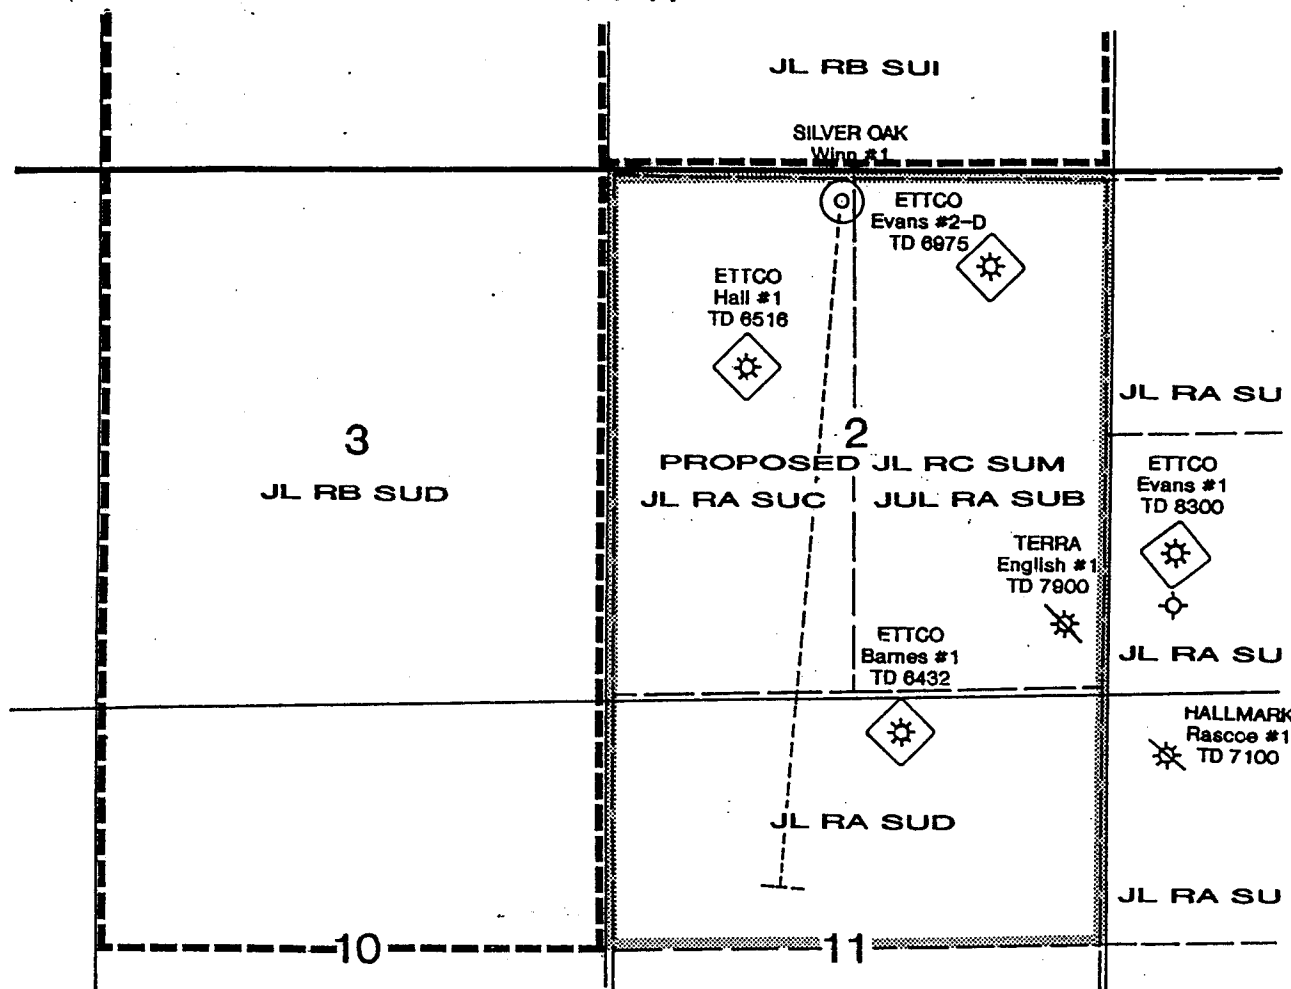 JL RB SUI
SILVER OAK
Winn #1
ETTCO
Evans #2-D
TD 6975
ETTCO
Hall #1
TD 6516
JL RA SU
3
2
PROPOSED JL RC SUM
JL RB SUD
JL RA SUC
JUL RA SUB
ETTCO
Evans #1
TD 8300
TERRA
English #1
TD 7900
ETTCO
Barnes #1
TD 6432
JL RA SU
HALLMARK
Rascoe #1
TD 7100
JL RA SUD
JL RA SU
10
11